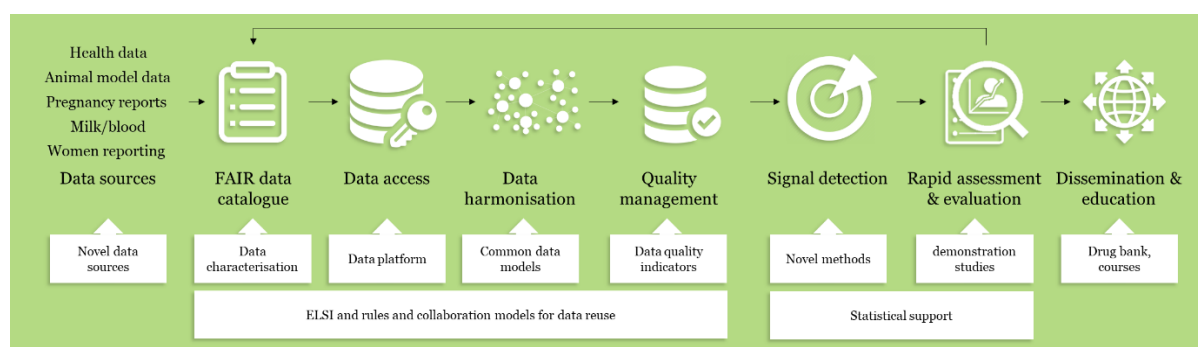 Health data
Animal model data
Pregnancy reports
Milk/blood
Women reporting
Data sources
FAIR data
catalogue
Data access
Data
harmonisation
Quality
management
Signal detection
Rapid assessment
& evaluation
Dissemination &
education
Novel data
sources
Data
characterisation
Data platform
Common data
models
Data quality
indicators
Novel methods
demonstration
studies
Drug bank,
courses
ELSI and rules and collaboration models for data reuse
Statistical support